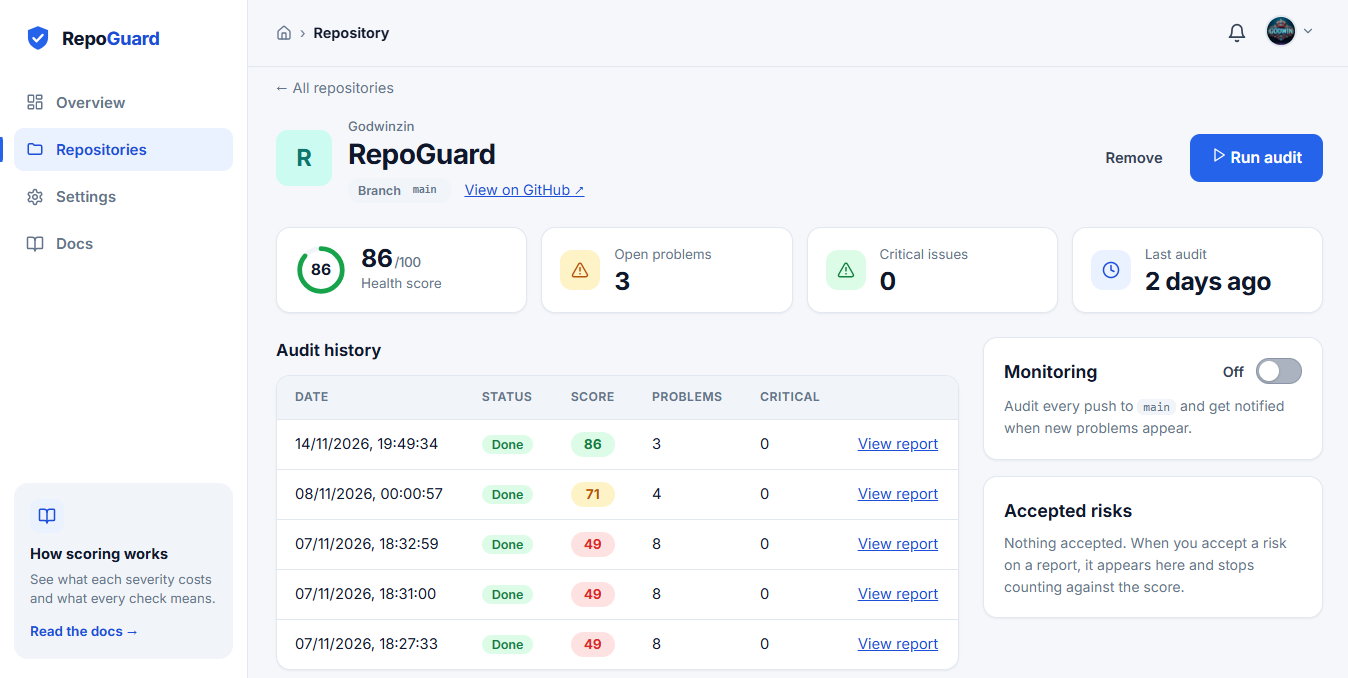 RepoGuard
Overview
Repositories
Settings
Docs
How scoring works
See what each severity costs
and what every check means.
Read the docs →
› Repository
GODWIN
← All repositories
R
Godwinzin
RepoGuard
Branch main
View on GitHub ↗
Remove
Run audit
86
86/100
Health score
Open problems
3
Critical issues
0
Last audit
2 days ago
Audit history
DATE STATUS SCORE PROBLEMS CRITICAL
14/11/2026, 19:49:34 Done 86 3 0 View report
08/11/2026, 00:00:57 Done 71 4 0 View report
07/11/2026, 18:32:59 Done 49 8 0 View report
07/11/2026, 18:31:00 Done 49 8 0 View report
07/11/2026, 18:27:33 Done 49 8 0 View report
Monitoring Off
Audit every push to main and get notified
when new problems appear.
Accepted risks
Nothing accepted. When you accept a risk
on a report, it appears here and stops
counting against the score.